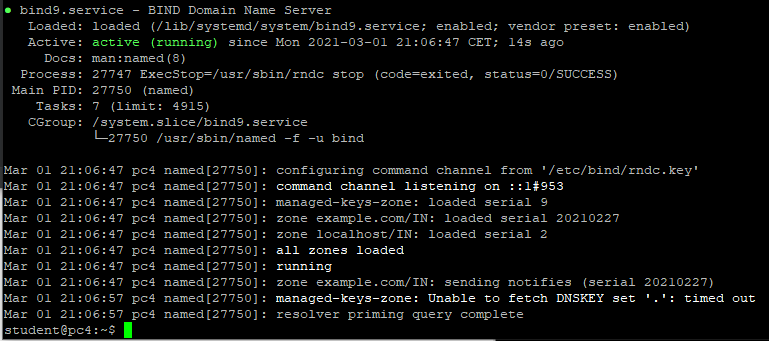 ● bind9.service - BIND Domain Name Server
   Loaded: loaded (/lib/systemd/system/bind9.service; enabled; vendor preset: enabled)
   Active: active (running) since Mon 2021-03-01 21:06:47 CET; 14s ago
     Docs: man:named(8)
  Process: 27747 ExecStop=/usr/sbin/rndc stop (code=exited, status=0/SUCCESS)
 Main PID: 27750 (named)
    Tasks: 7 (limit: 4915)
   CGroup: /system.slice/bind9.service
           └─27750 /usr/sbin/named -f -u bind

Mar 01 21:06:47 pc4 named[27750]: configuring command channel from '/etc/bind/rndc.key'
Mar 01 21:06:47 pc4 named[27750]: command channel listening on ::1#953
Mar 01 21:06:47 pc4 named[27750]: managed-keys-zone: loaded serial 9
Mar 01 21:06:47 pc4 named[27750]: zone example.com/IN: loaded serial 20210227
Mar 01 21:06:47 pc4 named[27750]: zone localhost/IN: loaded serial 2
Mar 01 21:06:47 pc4 named[27750]: all zones loaded
Mar 01 21:06:47 pc4 named[27750]: running
Mar 01 21:06:47 pc4 named[27750]: zone example.com/IN: sending notifies (serial 20210227)
Mar 01 21:06:57 pc4 named[27750]: managed-keys-zone: Unable to fetch DNSKEY set '.': timed out
Mar 01 21:06:57 pc4 named[27750]: resolver priming query complete
student@pc4:~$